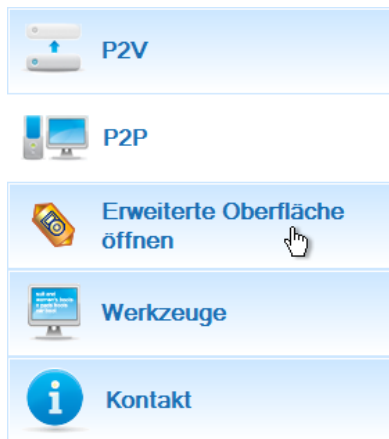 P2V
P2P
Erweiterte Oberfläche
öffnen
Werkzeuge
Kontakt